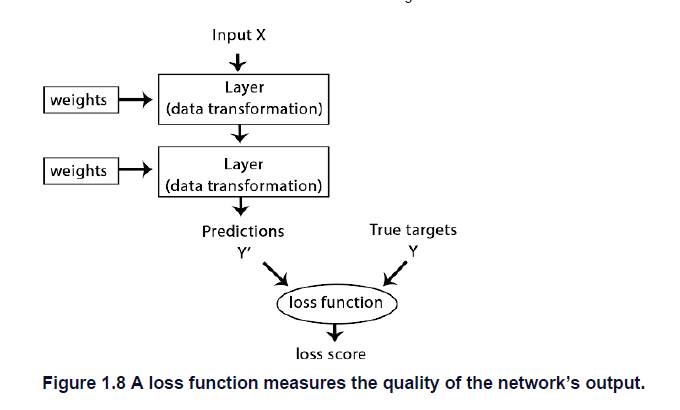 Input X
Layer
(data transformation)
weights
Layer
(data transformation)
weights
Predictions
Y'
True targets
Y
loss function
loss score
Figure 1.8 A loss function measures the quality of the network's output.